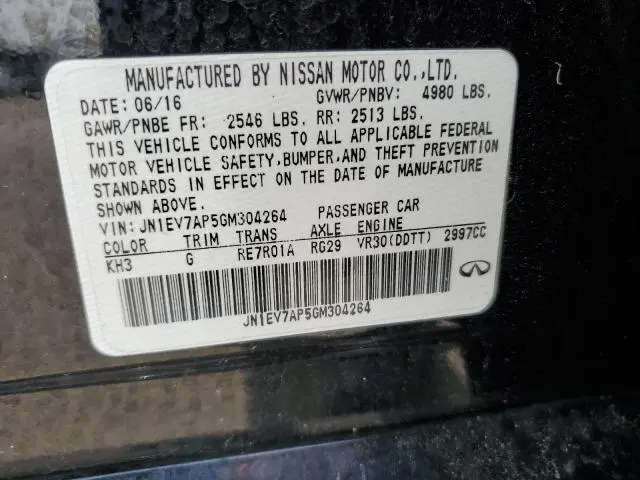 MANUFACTURED BY NISSAN MOTOR CO.,LTD.
DATE: 06/16 GVWR/PNBV: 4980 LBS.
GAWR/PNBE FR: 2546 LBS. RR: 2513 LBS.
THIS VEHICLE CONFORMS TO ALL APPLICABLE FEDERAL
MOTOR VEHICLE SAFETY,BUMPER,AND THEFT PREVENTION
STANDARDS IN EFFECT ON THE DATE OF MANUFACTURE
SHOWN ABOVE.
VIN: JN1EV7AP5GM304264 PASSENGER CAR
COLOR TRIM TRANS AXLE ENGINE
KH3 G RE7R01A RG29 VR30(DDTT) 2997CC
JN1EV7AP5GM304264